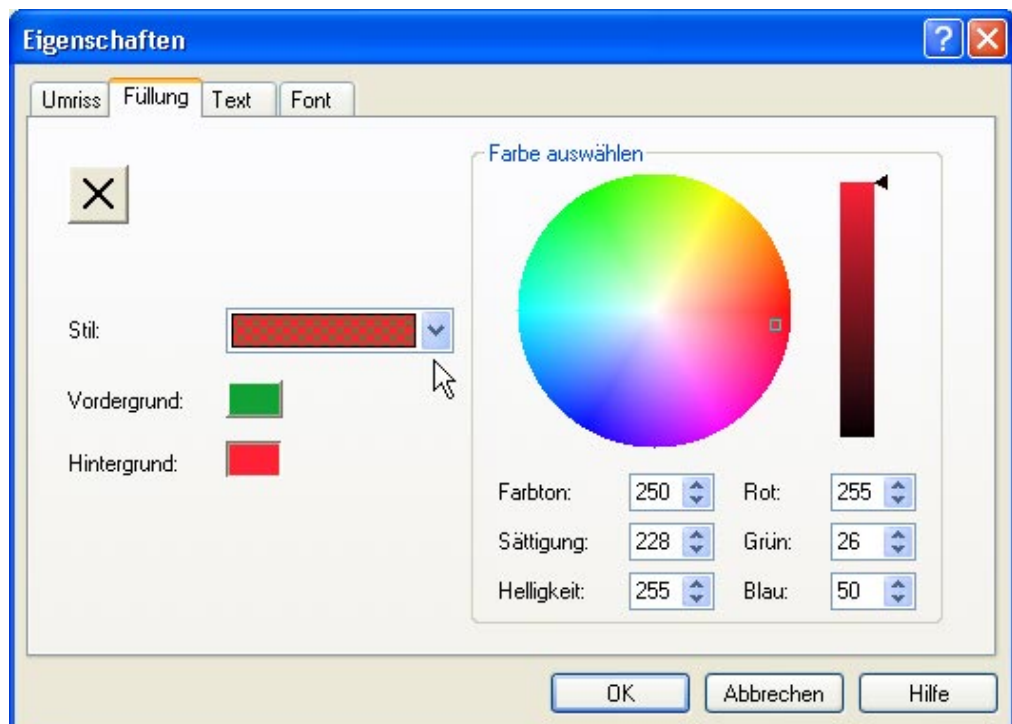 Eigenschaften
Umriss Füllung Text Font
Farbe auswählen
Stil:
Vordergrund:
Hintergrund:
Farbton: 250 Rot: 255
Sättigung: 228 Grün: 26
Helligkeit: 255 Blau: 50
OK Abbrechen Hilfe